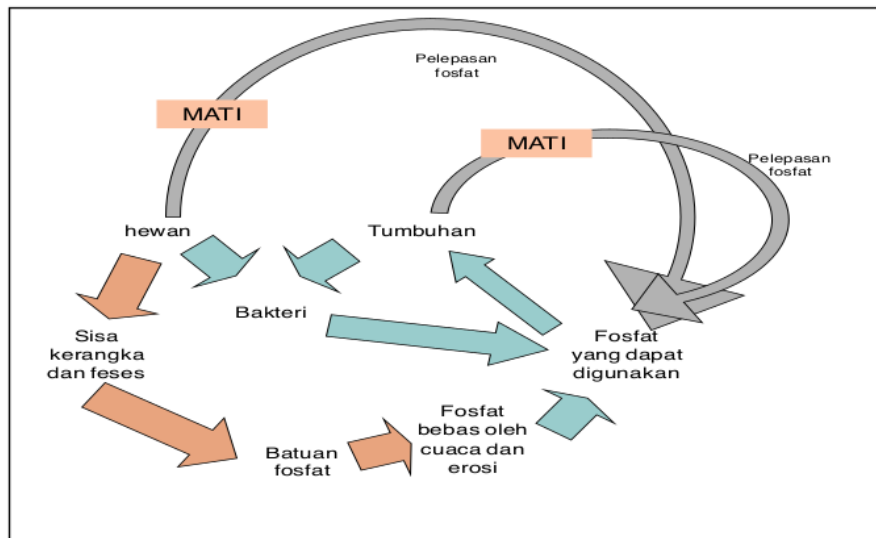 Pelepasan
fosfat
MATI
MATI
Pelepasan
fosfat
hewan
Tumbuhan
Bakteri
Sisa
kerangka
dan feses
Fosfat
yang dapat
digunakan
Fosfat
bebas oleh
cuaca dan
erosi
Batuan
fosfat